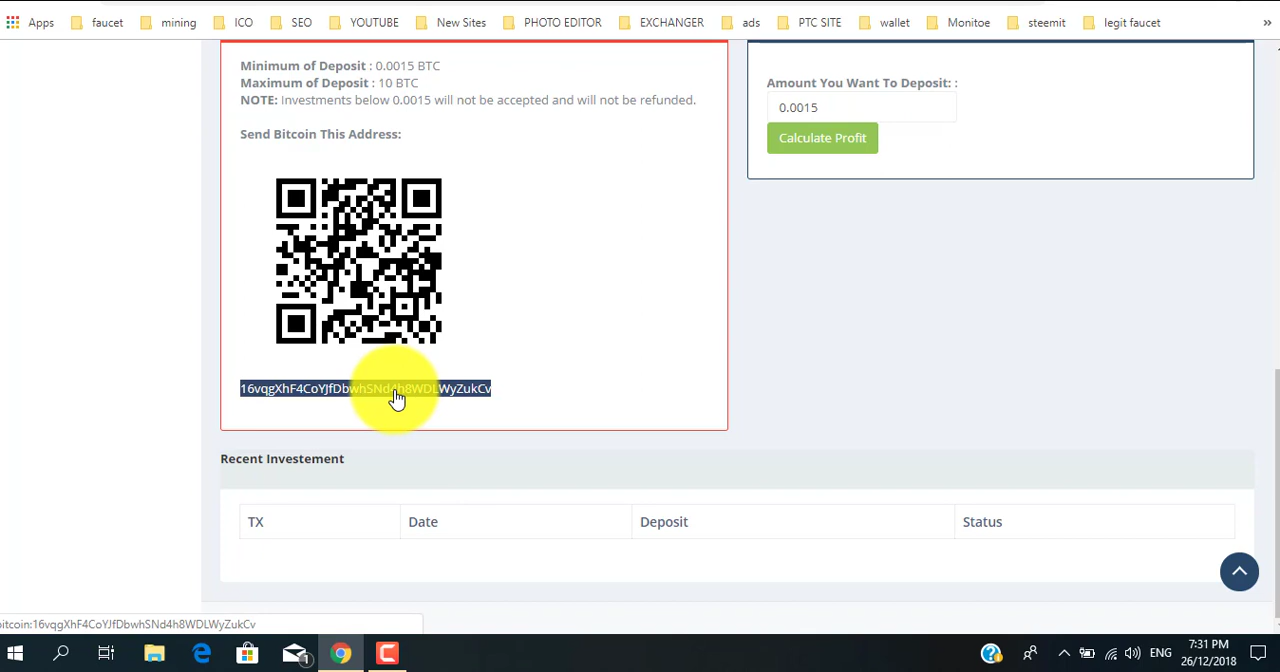 Apps faucet mining ICO SEO YOUTUBE New Sites PHOTO EDITOR EXCHANGER ads PTC SITE wallet Monitoe steemit legit faucet »
Minimum of Deposit : 0.0015 BTC
Maximum of Deposit : 10 BTC
NOTE: Investments below 0.0015 will not be accepted and will not be refunded.
Send Bitcoin This Address:
16vqgXhF4CoYJfDbwhSNd4h8WDLWyZukCv
Amount You Want To Deposit: :
0.0015
Calculate Profit
Recent Investement
TX Date Deposit Status
bitcoin:16vqgXhF4CoYJfDbwhSNd4h8WDLWyZukCv
1
ENG
7:31 PM
26/12/2018